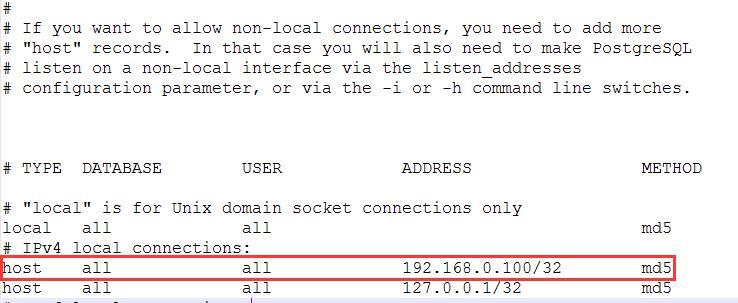 #
# If you want to allow non-local connections, you need to add more
# "host" records.  In that case you will also need to make PostgreSQL
# listen on a non-local interface via the listen_addresses
# configuration parameter, or via the -i or -h command line switches.
# TYPE  DATABASE        USER            ADDRESS                 METHOD
# "local" is for Unix domain socket connections only
local   all             all                                     md5
# IPv4 local connections:
host    all             all             192.168.0.100/32        md5
host    all             all             127.0.0.1/32            md5